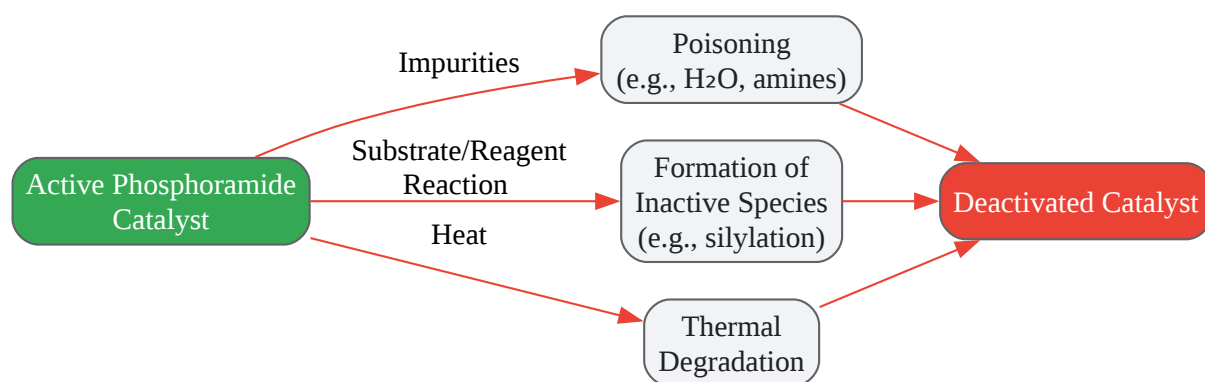 Poisoning
(e.g., H₂O, amines)
Impurities
Substrate/Reagent
Reaction
Active Phosphoramide
Catalyst
Formation of
Inactive Species
(e.g., silylation)
Deactivated Catalyst
Heat
Thermal
Degradation